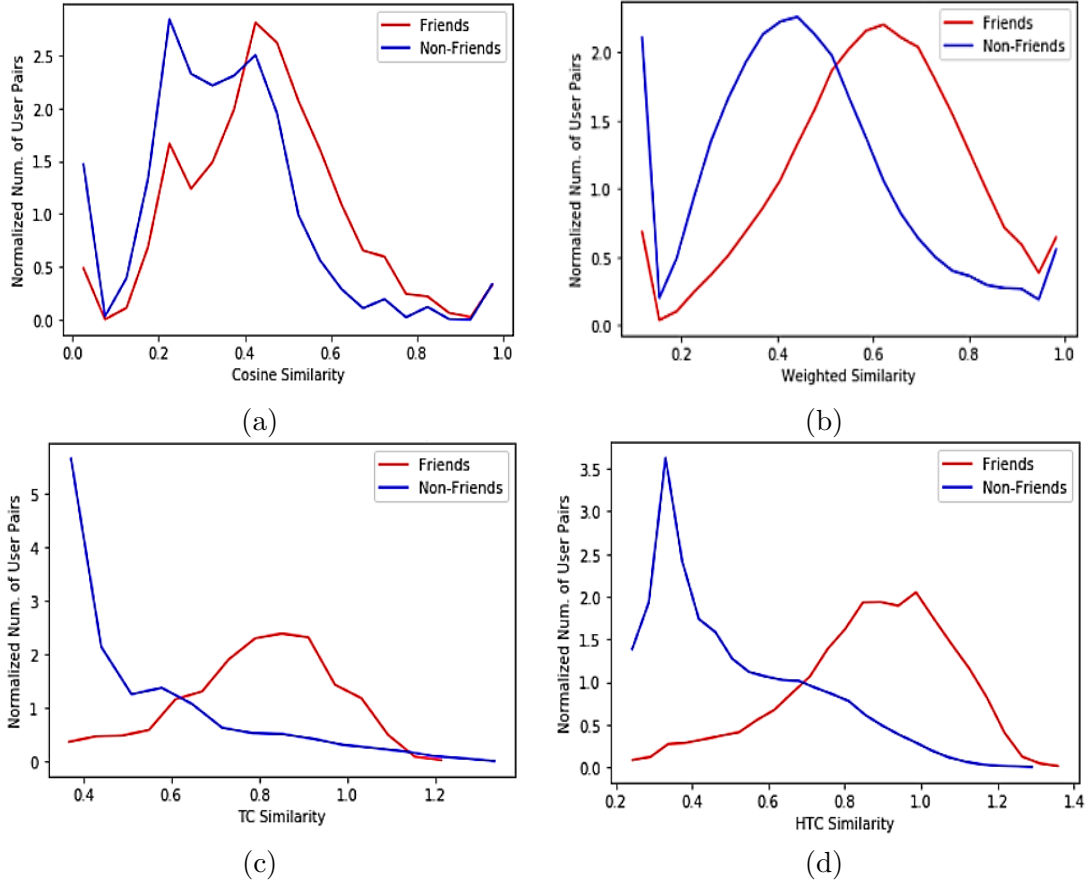 Friends
Non-Friends
Normalized Num. of User Pairs
2.5
2.0
1.5
1.0
0.5
0.0
0.0 0.2 0.4 0.6 0.8 1.0
Cosine Similarity
(a)
Friends
Non-Friends
Normalized Num. of User Pairs
2.0
1.5
1.0
0.5
0.0
0.2 0.4 0.6 0.8 1.0
Weighted Similarity
(b)
Friends
Non-Friends
Normalized Num. of User Pairs
5
4
3
2
1
0
0.4 0.6 0.8 1.0 1.2
TC Similarity
(c)
Friends
Non-Friends
Normalized Num. of User Pairs
3.5
3.0
2.5
2.0
1.5
1.0
0.5
0.0
0.2 0.4 0.6 0.8 1.0 1.2 1.4
HTC Similarity
(d)